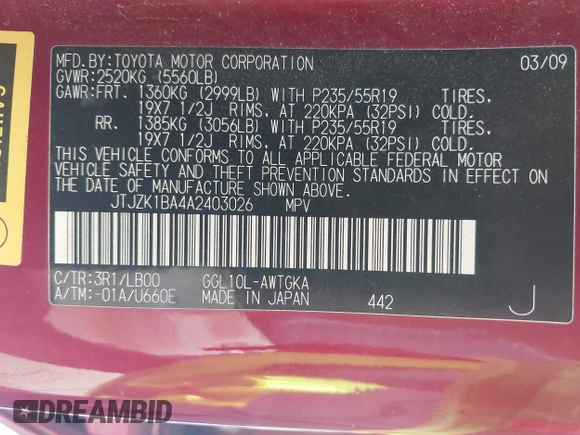 MFD.BY:TOYOTA MOTOR CORPORATION 03/09
GVWR:2520KG (5560LB)
GAWR:FRT. 1360KG (2999LB) WITH P235/55R19 TIRES.
19X7 1/2J RIMS. AT 220KPA (32PSI) COLD.
RR. 1385KG (3056LB) WITH P235/55R19 TIRES.
19X7 1/2J RIMS. AT 220KPA (32PSI) COLD.
THIS VEHICLE CONFORMS TO ALL APPLICABLE FEDERAL MOTOR
VEHICLE SAFETY AND THEFT PREVENTION STANDARDS IN EFFECT ON
THE DATE OF MANUFACTURE SHOWN ABOVE.
JTJZK1BA4A2403026 MPV
C/TR:3R1/LB00 GGL10L-AWTGKA
A/TM:-01A/U660E MADE IN JAPAN 442 J
DREAMBID